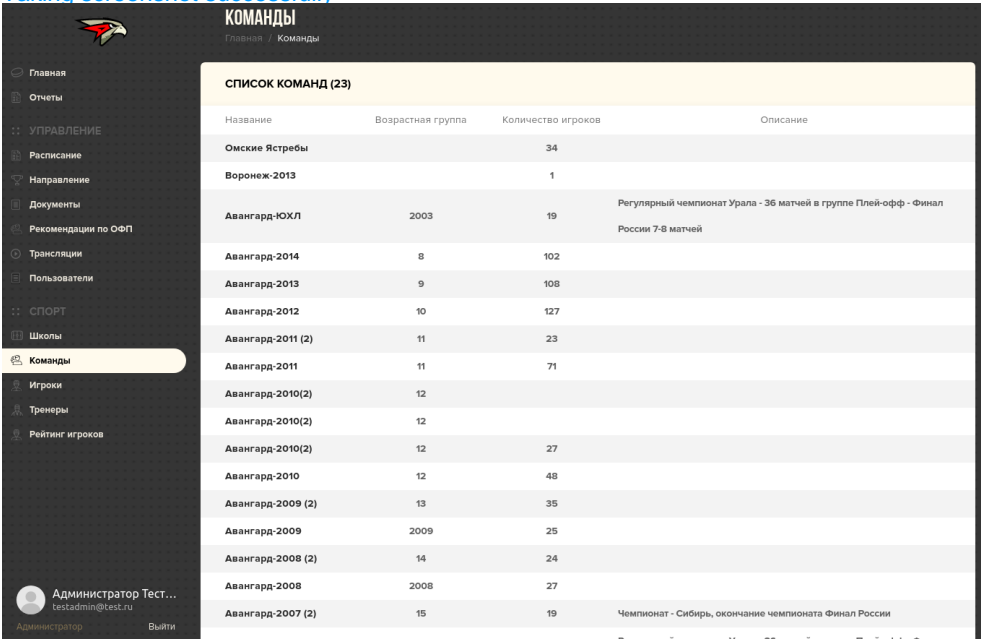 КОМАНДЫ
Главная / Команды
Главная
Отчеты
:: УПРАВЛЕНИЕ
Расписание
Направление
Документы
Рекомендации по ОФП
Трансляции
Пользователи
:: СПОРТ
Школы
Команды
Игроки
Тренеры
Рейтинг игроков
Администратор Тест...
testadmin@test.ru
Администратор Выйти
СПИСОК КОМАНД (23)
Название Возрастная группа Количество игроков Описание
Омские Ястребы 34
Воронеж-2013 1
Авангард-ЮХЛ 2003 19 Регулярный чемпионат Урала - 36 матчей в группе Плей-офф - Финал
России 7-8 матчей
Авангард-2014 8 102
Авангард-2013 9 108
Авангард-2012 10 127
Авангард-2011 (2) 11 23
Авангард-2011 11 71
Авангард-2010(2) 12
Авангард-2010(2) 12
Авангард-2010(2) 12 27
Авангард-2010 12 48
Авангард-2009 (2) 13 35
Авангард-2009 2009 25
Авангард-2008 (2) 14 24
Авангард-2008 2008 27
Авангард-2007 (2) 15 19 Чемпионат - Сибирь, окончание чемпионата Финал России